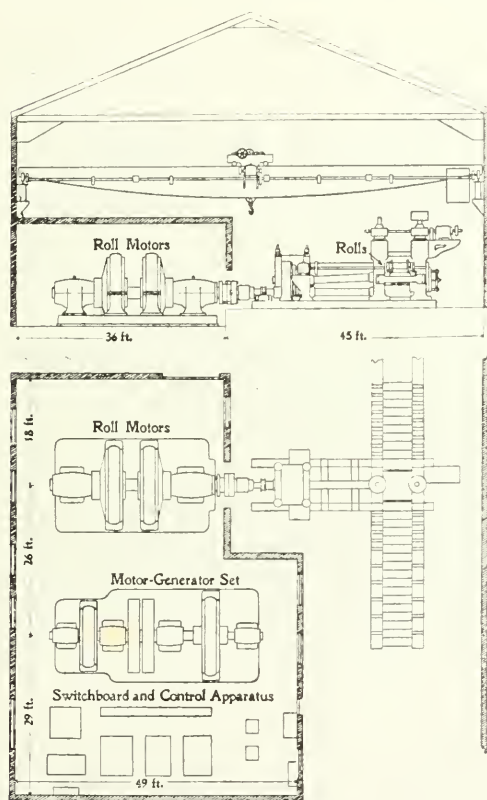 Roll Motors
Rolls
36 ft.
45 ft.
18 ft.
Roll Motors
26 ft.
Motor-Generator Set
Switchboard and Control Apparatus
29 ft.
49 ft.